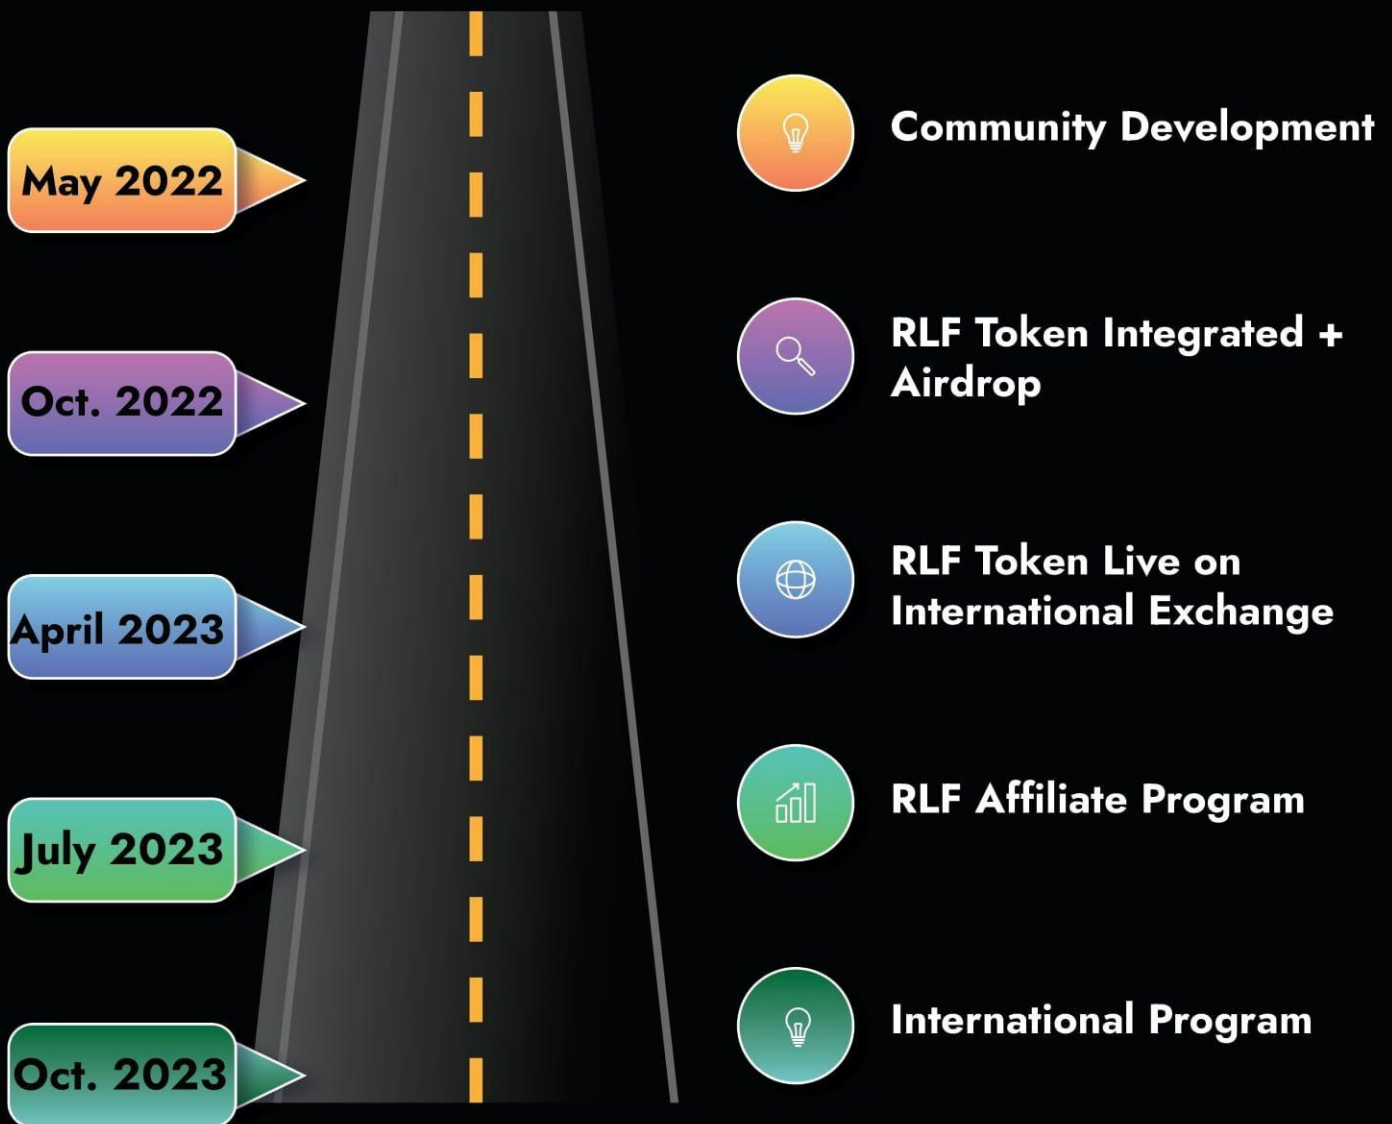 May 2022
Community Development
Oct. 2022
RLF Token Integrated +
Airdrop
April 2023
RLF Token Live on
International Exchange
July 2023
RLF Affiliate Program
Oct. 2023
International Program